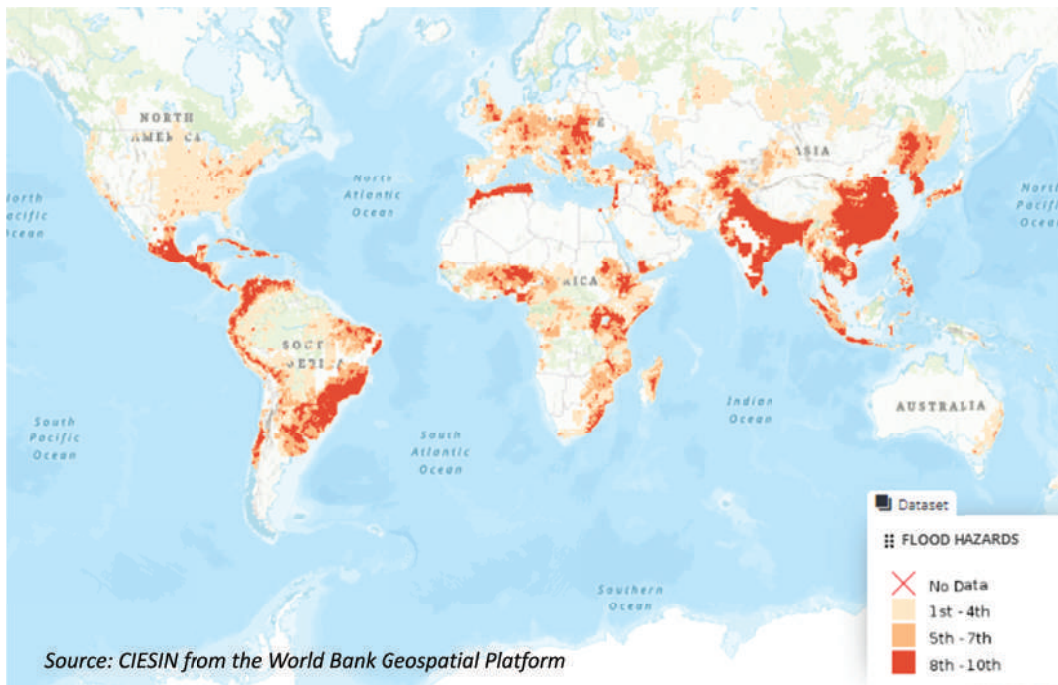 NORTH
AMERICA
North
Pacific
Ocean
North
Atlantic
Ocean
ASIA
North
Pacific
Ocean
SOUTH
South
Pacific
Ocean
South
Atlantic
Ocean
Indian
Ocean
AUSTRALIA
Southern
Ocean
Dataset
FLOOD HAZARDS
No Data
1st - 4th
5th - 7th
8th - 10th
Source: CIESIN from the World Bank Geospatial Platform